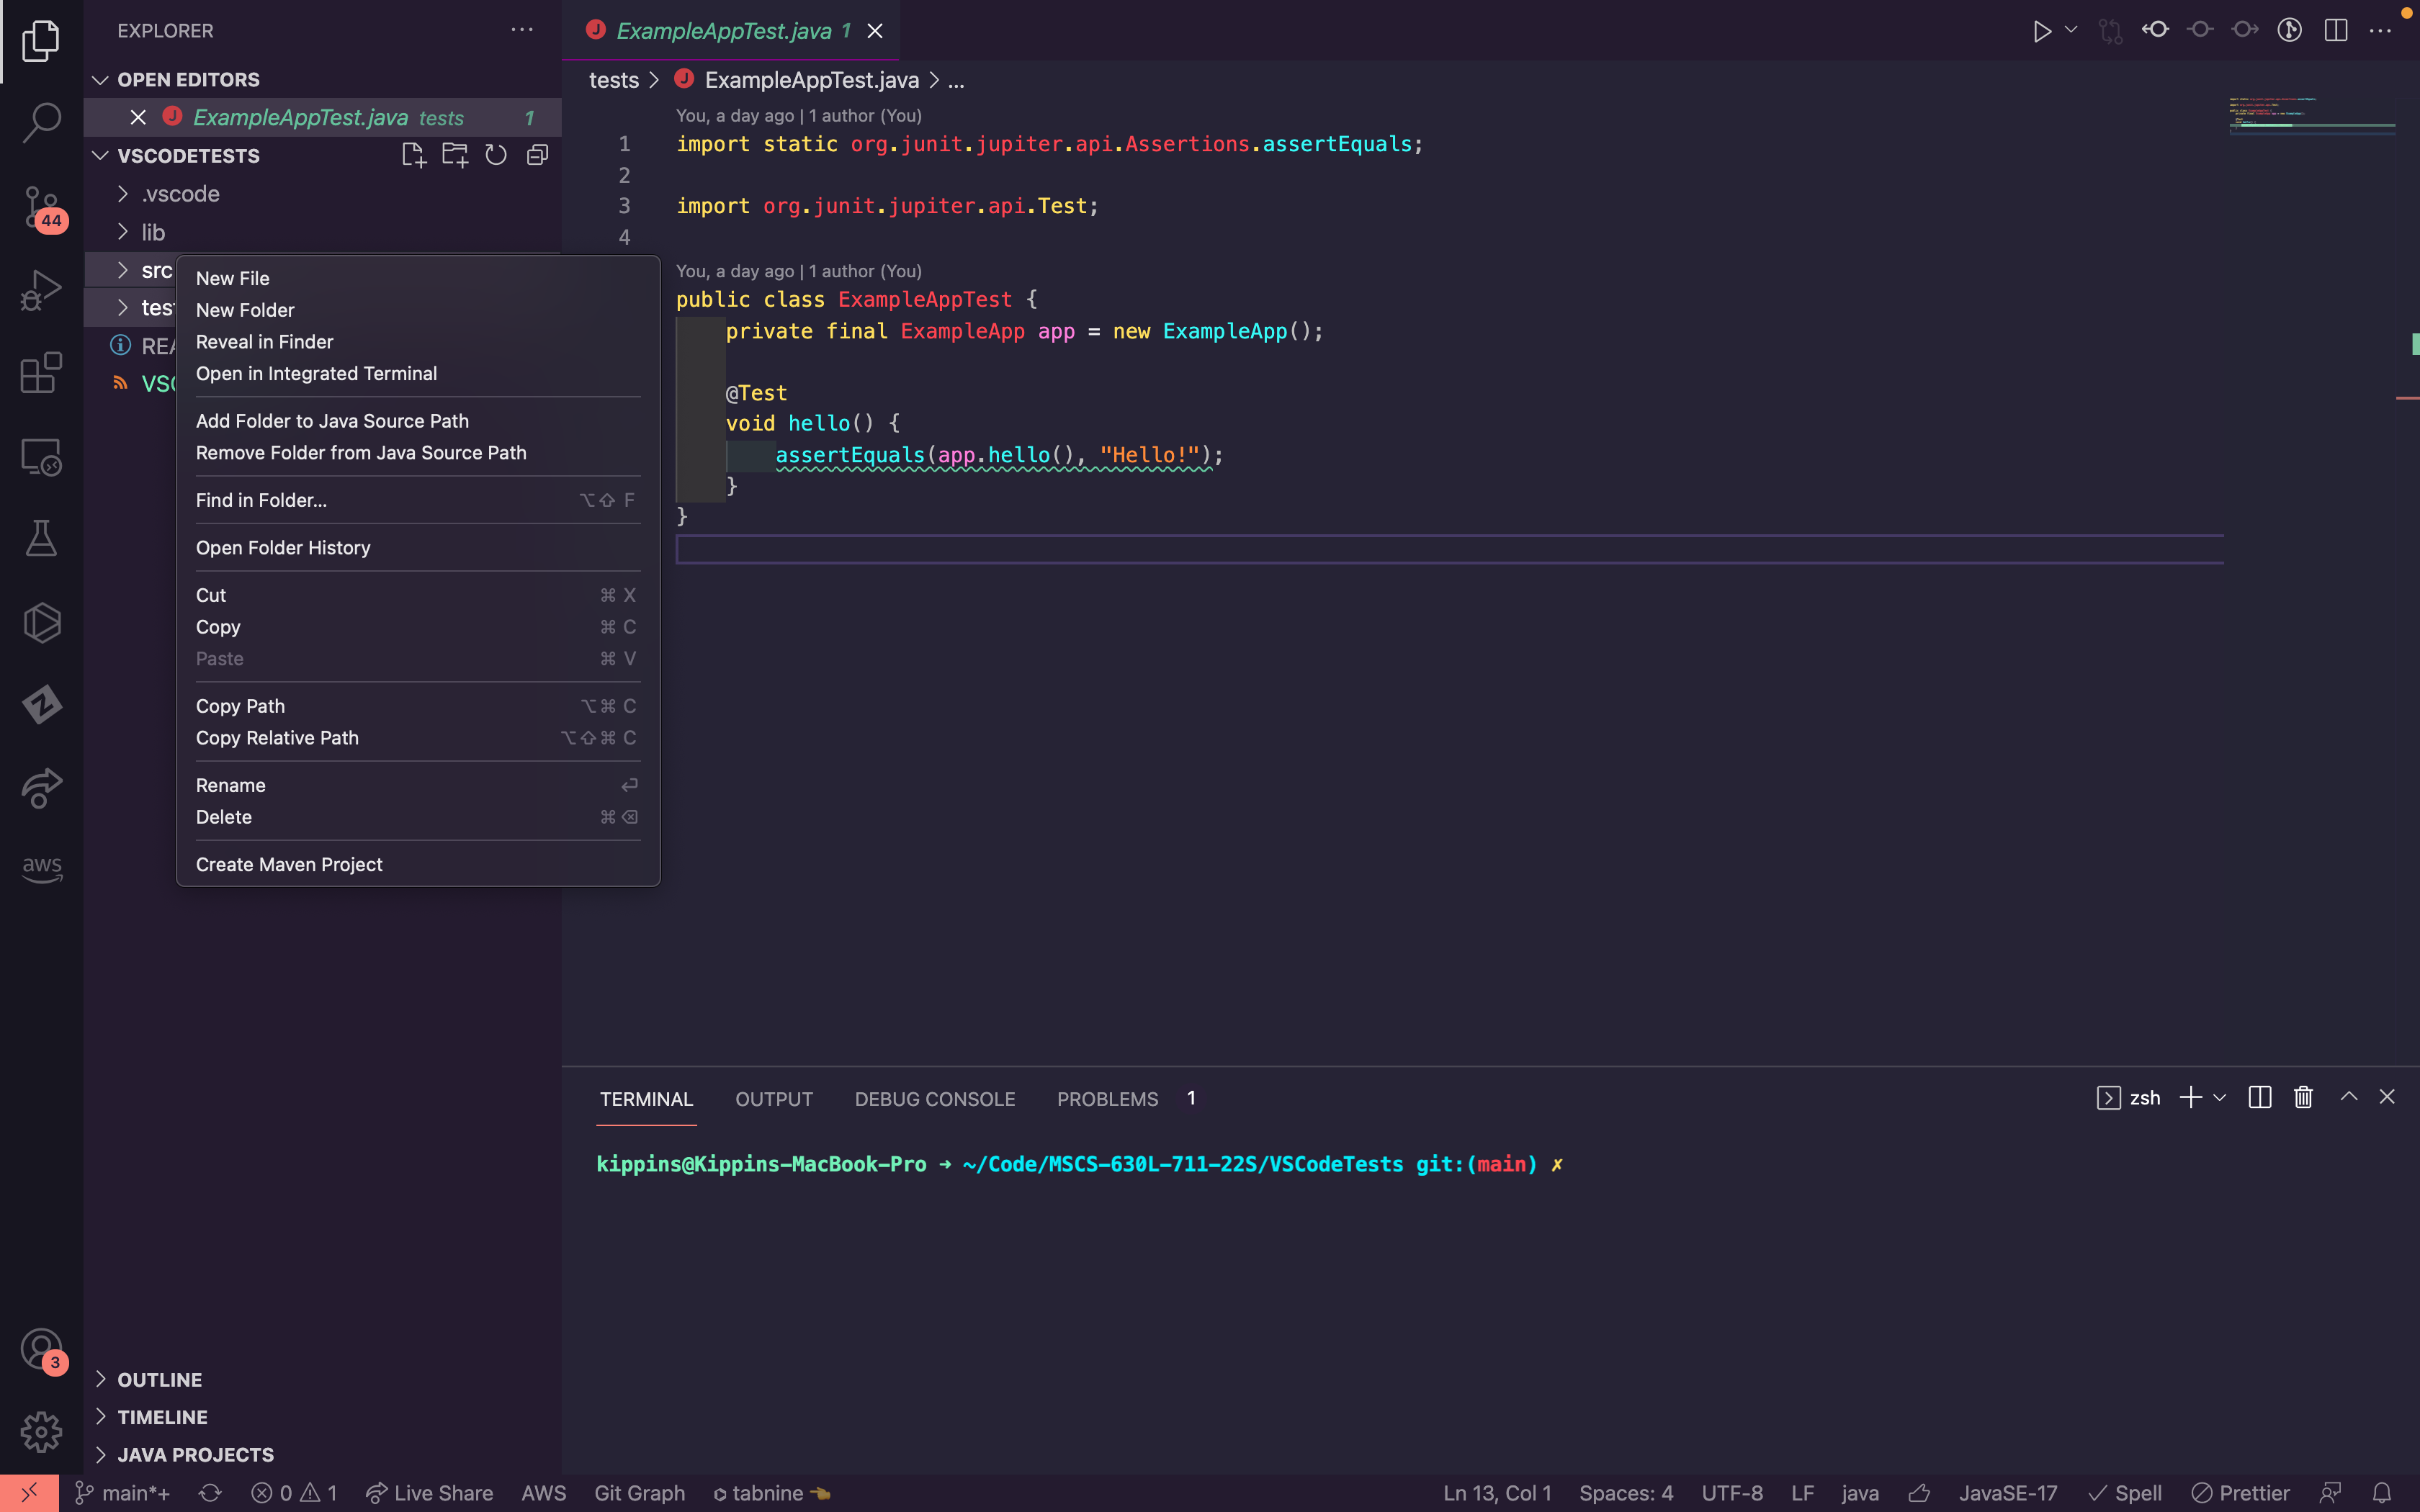 EXPLORER
OPEN EDITORS
ExampleAppTest.java tests 1
VSCODETESTS
.vscode
lib
src
44
3
aws
New File
New Folder
Reveal in Finder
Open in Integrated Terminal
Add Folder to Java Source Path
Remove Folder from Java Source Path
Find in Folder... ⌥⇧ F
Open Folder History
Cut ⌘ X
Copy ⌘ C
Paste ⌘ V
Copy Path ⌥⌘ C
Copy Relative Path ⌥⇧⌘ C
Rename ↩
Delete ⌘⌫
Create Maven Project
OUTLINE
TIMELINE
JAVA PROJECTS
ExampleAppTest.java 1
tests > ExampleAppTest.java > ...
You, a day ago | 1 author (You)
1 import static org.junit.jupiter.api.Assertions.assertEquals;
2
3 import org.junit.jupiter.api.Test;
4
You, a day ago | 1 author (You)
public class ExampleAppTest {
private final ExampleApp app = new ExampleApp();
@Test
void hello() {
assertEquals(app.hello(), "Hello!");
}
}
TERMINAL OUTPUT DEBUG CONSOLE PROBLEMS 1 zsh
kippins@Kippins-MacBook-Pro ➜ ~/Code/MSCS-630L-711-22S/VSCodeTests git:(main) ✗
main*+ 0 1 Live Share AWS Git Graph tabnine Ln 13, Col 1 Spaces: 4 UTF-8 LF java JavaSE-17 Spell Prettier